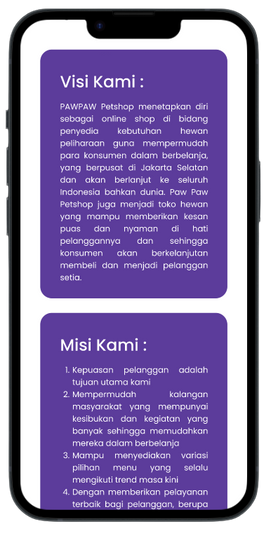 Visi Kami :
PAWPAW Petshop menetapkan diri
sebagai online shop di bidang
penyedia kebutuhan hewan
peliharaan guna mempermudah
para konsumen dalam berbelanja,
yang berpusat di Jakarta Selatan
dan akan berlanjut ke seluruh
Indonesia bahkan dunia. Paw Paw
Petshop juga menjadi toko hewan
yang mampu memberikan kesan
puas dan nyaman di hati
pelanggannya dan sehingga
konsumen akan berkelanjutan
membeli dan menjadi pelanggan
setia.
Misi Kami :
1. Kepuasan pelanggan adalah
tujuan utama kami
2. Mempermudah kalangan
masyarakat yang mempunyai
kesibukan dan kegiatan yang
banyak sehingga memudahkan
mereka dalam berbelanja
3. Mampu menyediakan variasi
pilihan menu yang selalu
mengikuti trend masa kini
4. Dengan memberikan pelayanan
terbaik bagi pelanggan, berupa